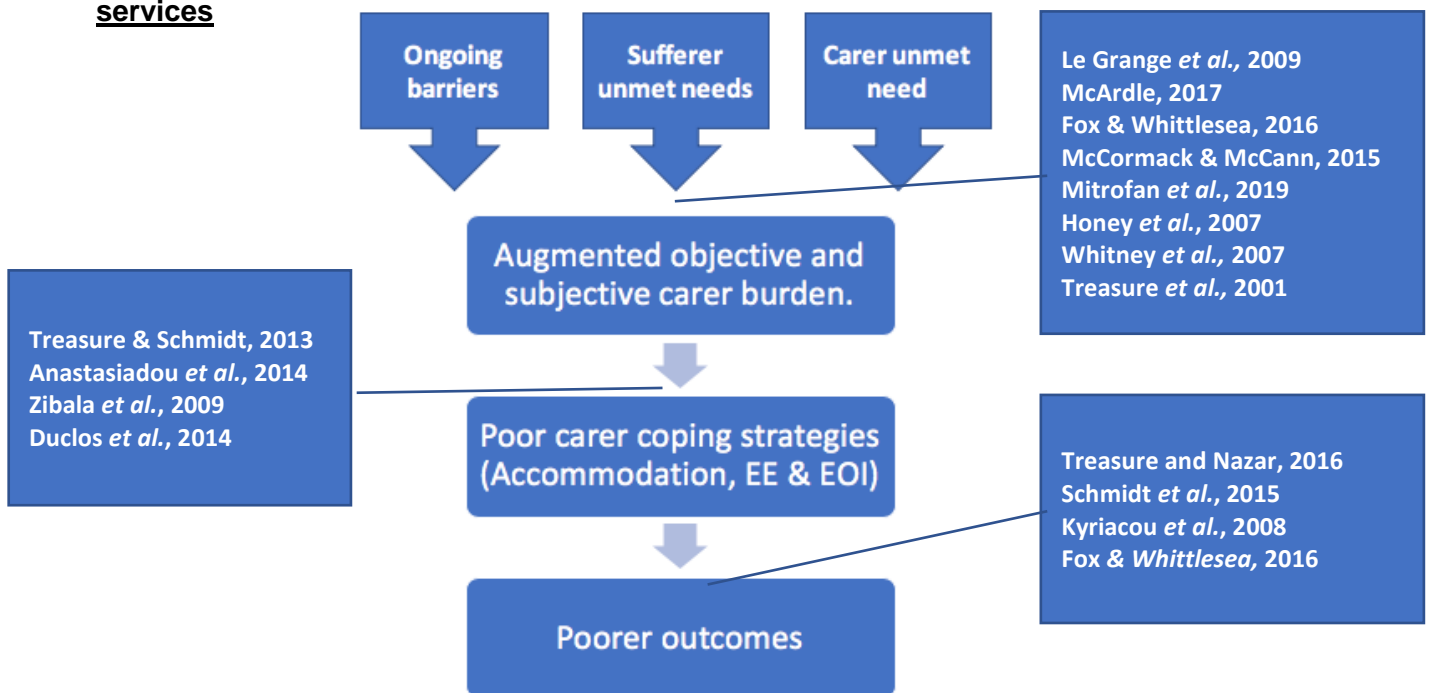 services
Ongoing
barriers
Sufferer
unmet needs
Carer unmet
need
Le Grange et al., 2009
McArdle, 2017
Fox & Whittlesea, 2016
McCormack & McCann, 2015
Mitrofan et al., 2019
Honey et al., 2007
Whitney et al., 2007
Treasure et al., 2001
Augmented objective and
subjective carer burden.
Treasure & Schmidt, 2013
Anastasiadou et al., 2014
Zibala et al., 2009
Duclos et al., 2014
Poor carer coping strategies
(Accommodation, EE & EOI)
Treasure and Nazar, 2016
Schmidt et al., 2015
Kyriacou et al., 2008
Fox & Whittlesea, 2016
Poorer outcomes